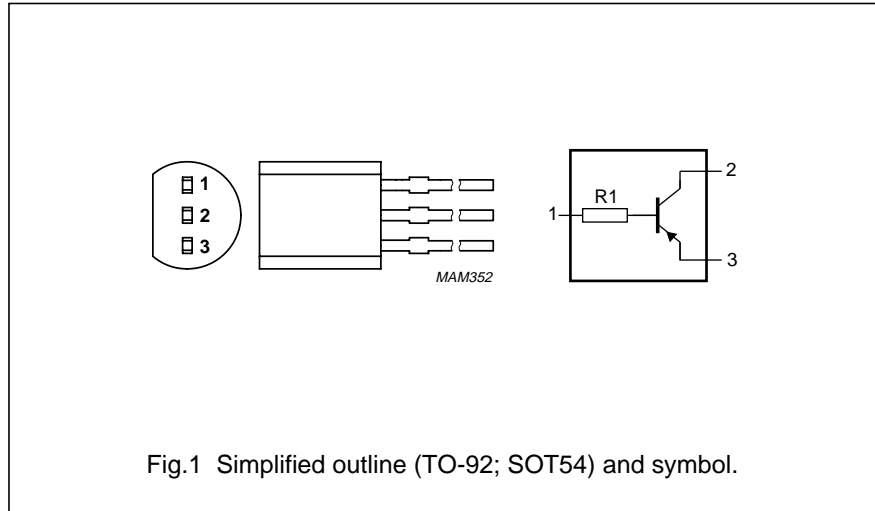 1
2
3
MAM352
1
R1
2
3
Fig.1 Simplified outline (TO-92; SOT54) and symbol.